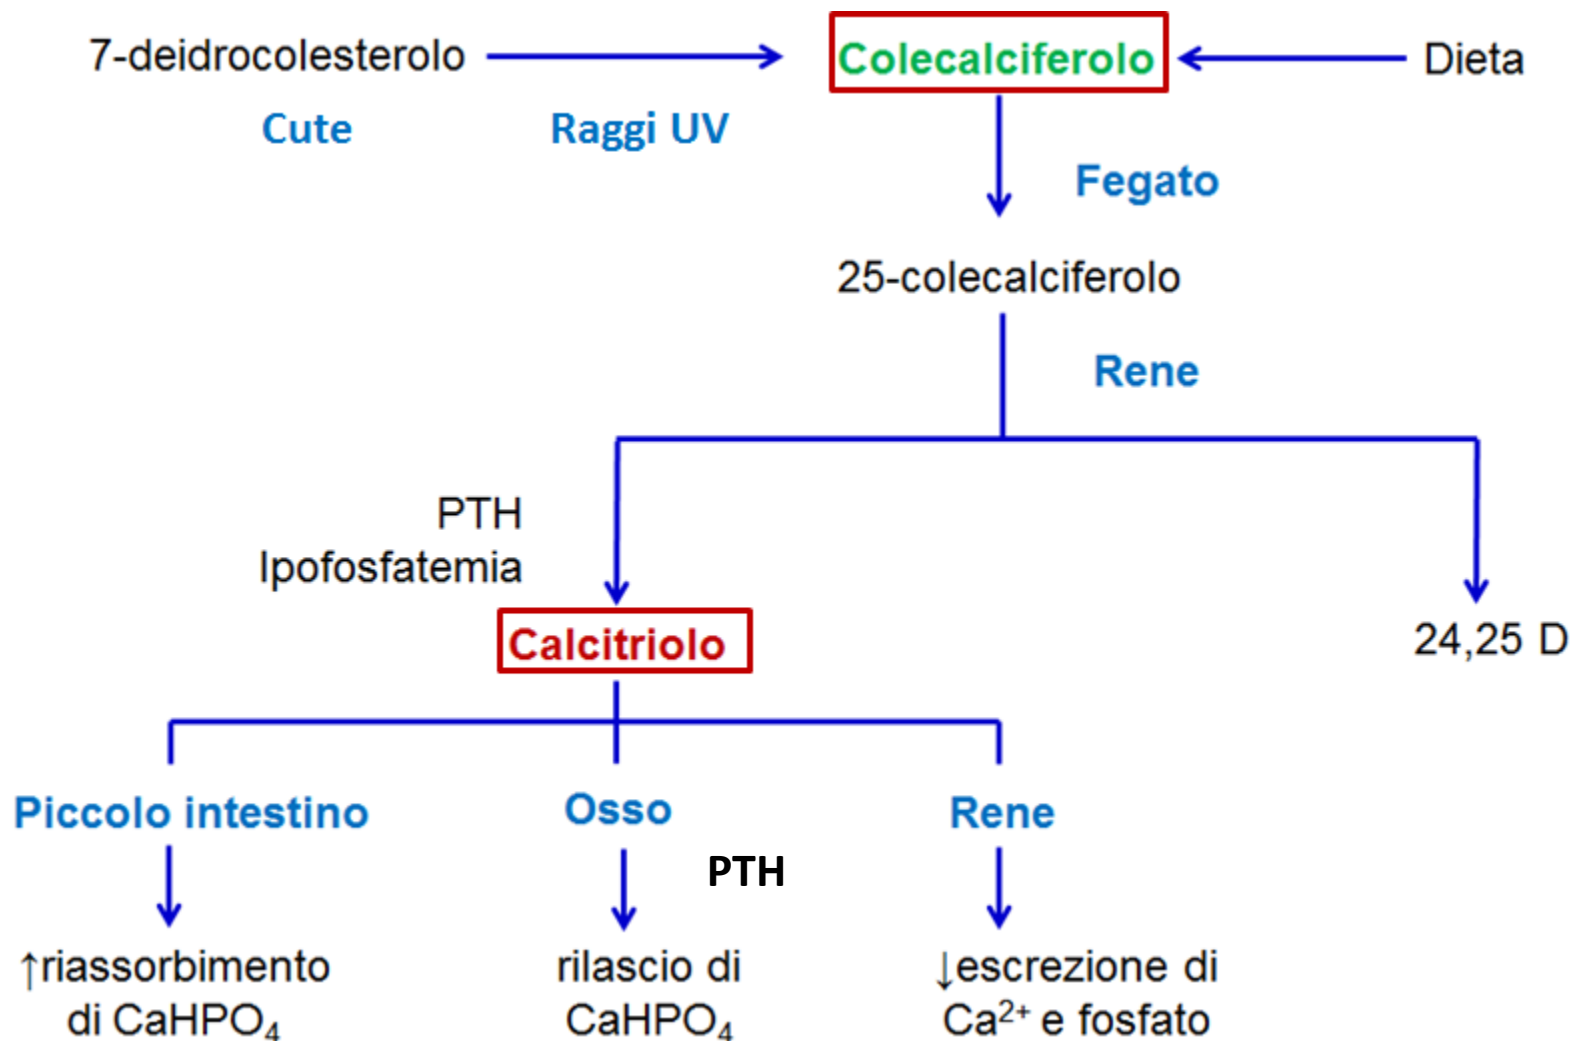 7-deidrocolesterolo
Colecalciferolo
Dieta
Cute
Raggi UV
Fegato
25-colecalciferolo
Rene
PTH
Ipofosfatemia
Calcitriolo
24,25 D
Piccolo intestino
Osso
Rene
PTH
↑riassorbimento
di CaHPO₄
rilascio di
CaHPO₄
↓escrezione di
Ca²⁺ e fosfato